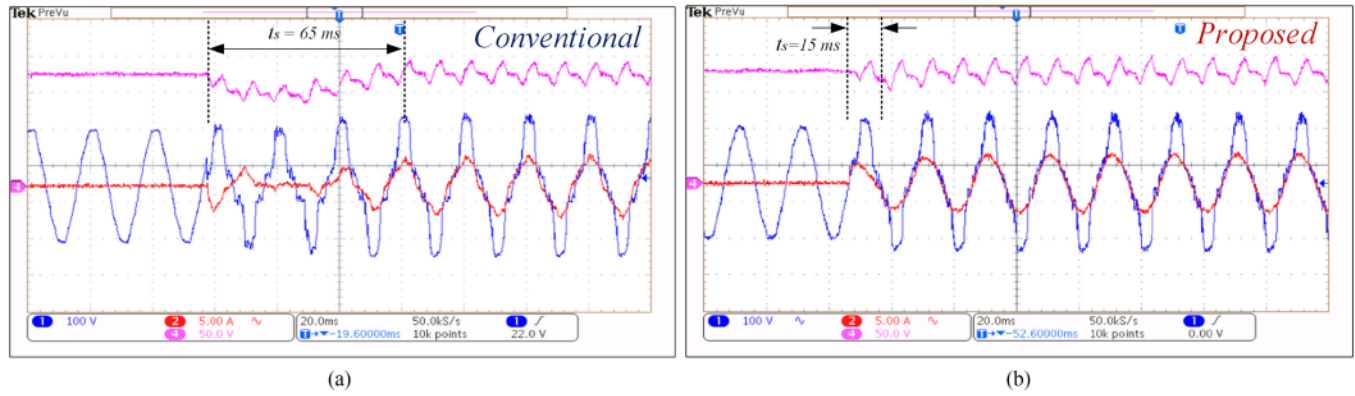 Tek PreVu
T
T
ts = 65 ms
Conventional
4
1 100 V
2 5.00 A
4 50.0 V
20.0ms
T→▼−19.60000ms
50.0kS/s
10k points
1
22.0 V
(a)
Tek PreVu
T
T
ts=15 ms
Proposed
4
1 100 V
2 5.00 A
4 50.0 V
20.0ms
T→▼−52.60000ms
50.0kS/s
10k points
1
0.00 V
(b)